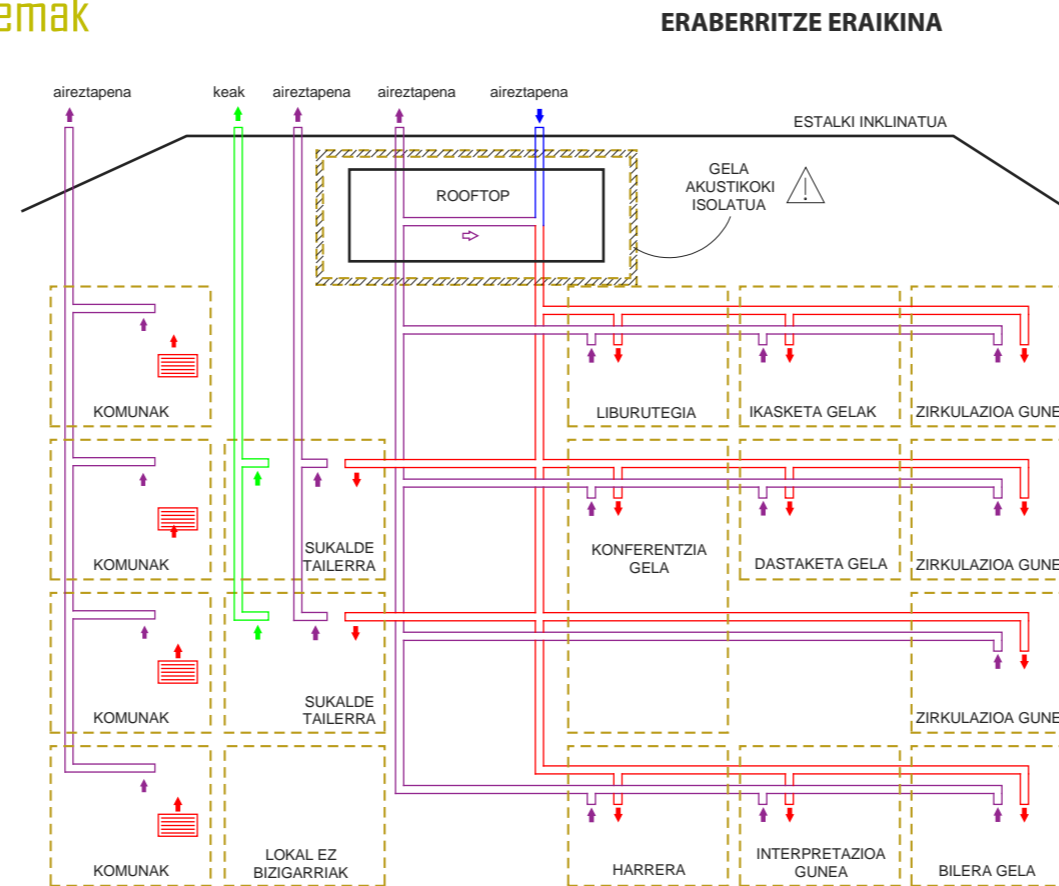 emak
ERABERRITZE ERAIKINA
aireztapena
keak
aireztapena
aireztapena
aireztapena
ESTALKI INKLINATUA
ROOFTOP
GELA
AKUSTIKOKI
ISOLATUA
KOMUNAK
LIBURUTEGIA
IKASKETA GELAK
ZIRKULAZIOA GUNE
KOMUNAK
SUKALDE
TAILERRA
KONFERENTZIA
GELA
DASTAKETA GELA
ZIRKULAZIOA GUNE
KOMUNAK
SUKALDE
TAILERRA
ZIRKULAZIOA GUNE
KOMUNAK
LOKAL EZ
BIZIGARRIAK
HARRERA
INTERPRETAZIOA
GUNEA
BILERA GELA